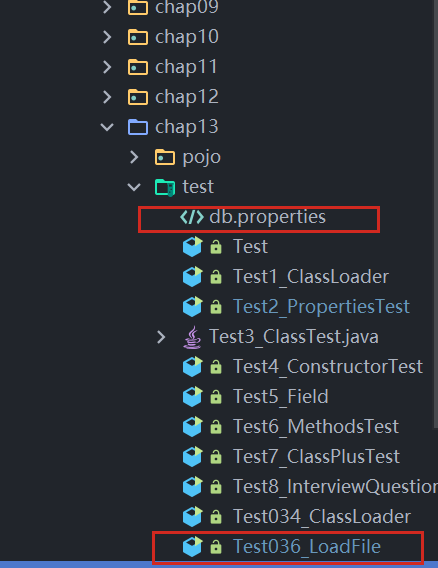 chap09
chap10
chap11
chap12
chap13
pojo
test
db.properties
Test
Test1_ClassLoader
Test2_PropertiesTest
Test3_ClassTest.java
Test4_ConstructorTest
Test5_Field
Test6_MethodsTest
Test7_ClassPlusTest
Test8_InterviewQuestion
Test034_ClassLoader
Test036_LoadFile